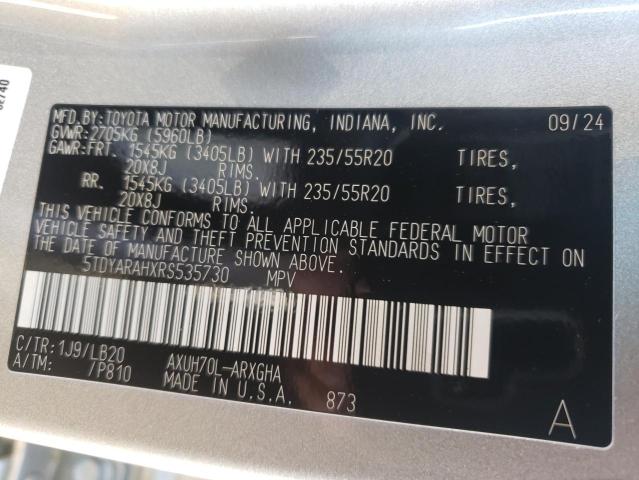 MFD.BY:TOYOTA MOTOR MANUFACTURING, INDIANA, INC. 09/24
GVWR:2705KG (5960LB)
GAWR:FRT. 1545KG (3405LB) WITH 235/55R20 TIRES,
20X8J RIMS.
RR. 1545KG (3405LB) WITH 235/55R20 TIRES,
20X8J RIMS.
THIS VEHICLE CONFORMS TO ALL APPLICABLE FEDERAL MOTOR
VEHICLE SAFETY AND THEFT PREVENTION STANDARDS IN EFFECT ON
THE DATE OF MANUFACTURE SHOWN ABOVE.
5TDYARAHXRS535730 MPV
C/TR:1J9/LB20 AXUH70L-ARXGHA
A/TM: /P810 MADE IN U.S.A. 873 A